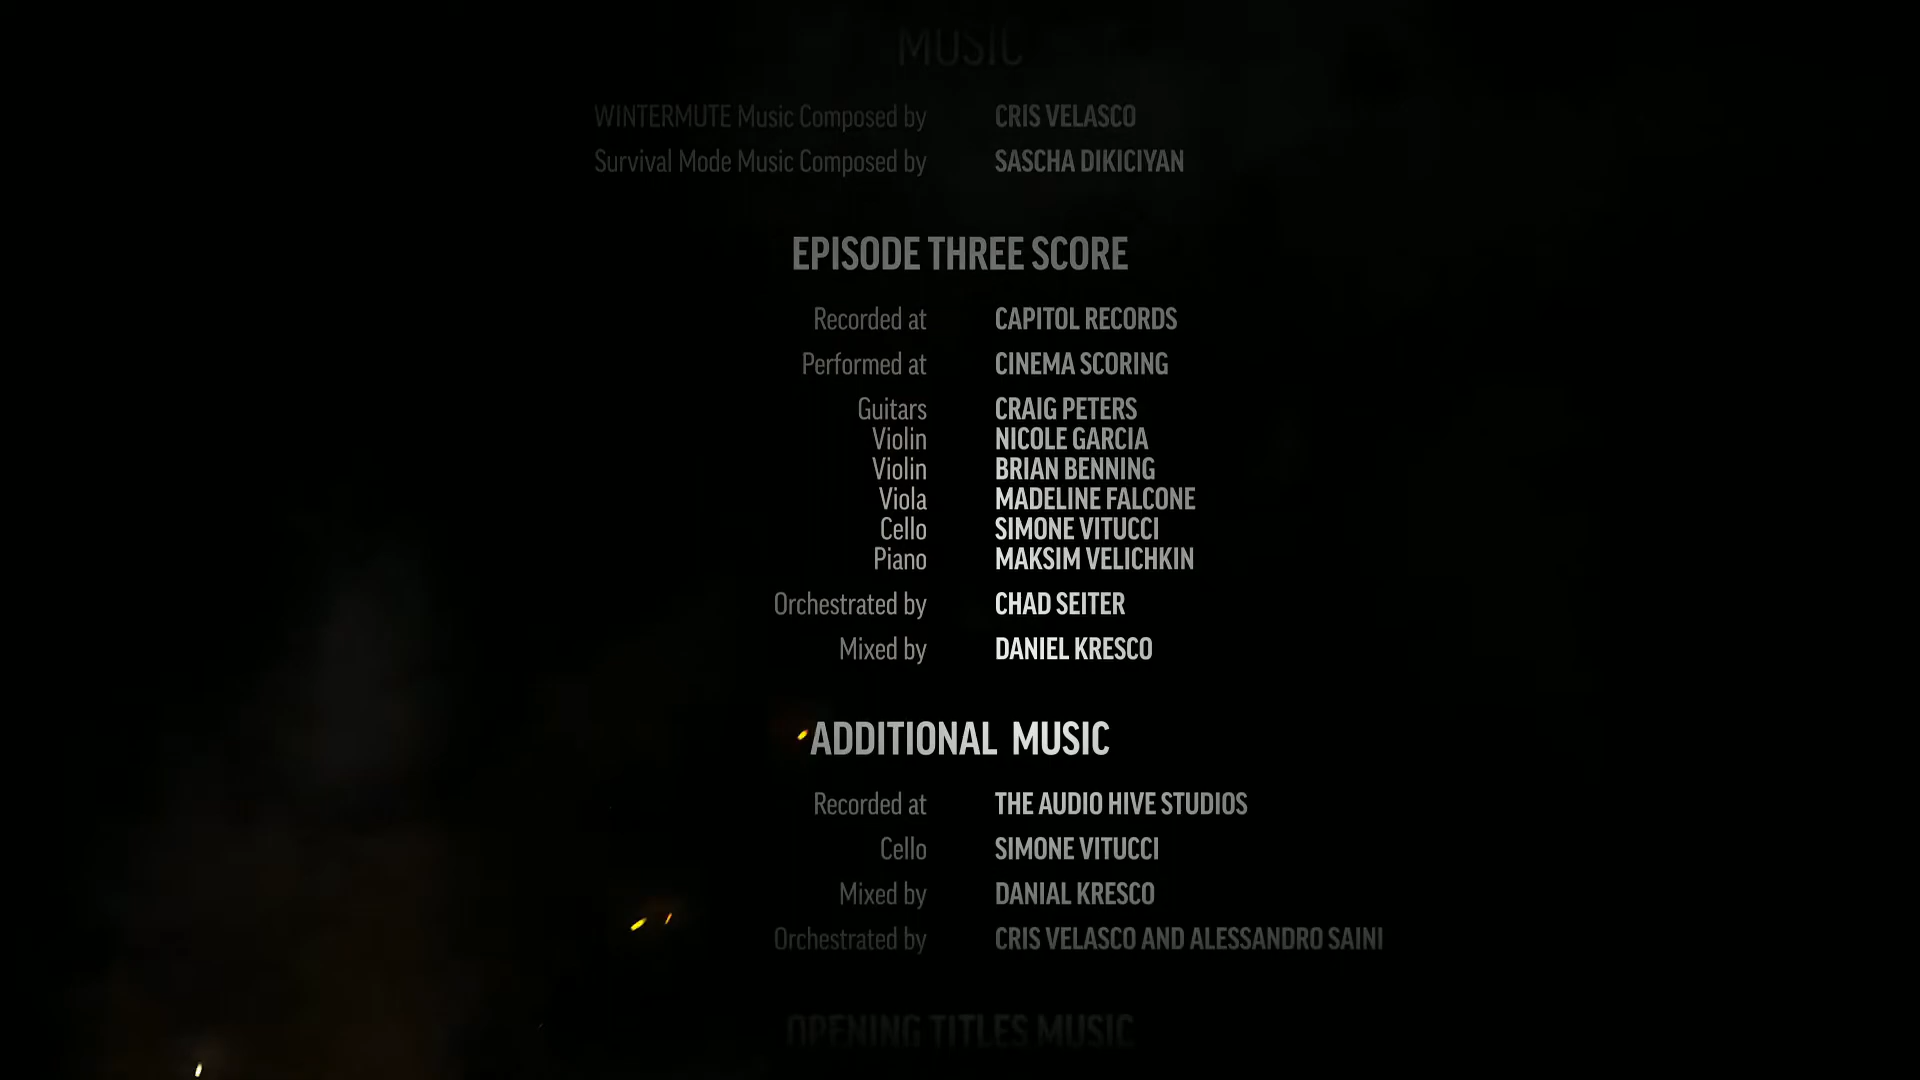 MUSIC
WINTERMUTE Music Composed by CRIS VELASCO
Survival Mode Music Composed by SASCHA DIKICIYAN
EPISODE THREE SCORE
Recorded at CAPITOL RECORDS
Performed at CINEMA SCORING
Guitars CRAIG PETERS
Violin NICOLE GARCIA
Violin BRIAN BENNING
Viola MADELINE FALCONE
Cello SIMONE VITUCCI
Piano MAKSIM VELICHKIN
Orchestrated by CHAD SEITER
Mixed by DANIEL KRESCO
ADDITIONAL MUSIC
Recorded at THE AUDIO HIVE STUDIOS
Cello SIMONE VITUCCI
Mixed by DANIAL KRESCO
Orchestrated by CRIS VELASCO AND ALESSANDRO SAINI
OPENING TITLES MUSIC